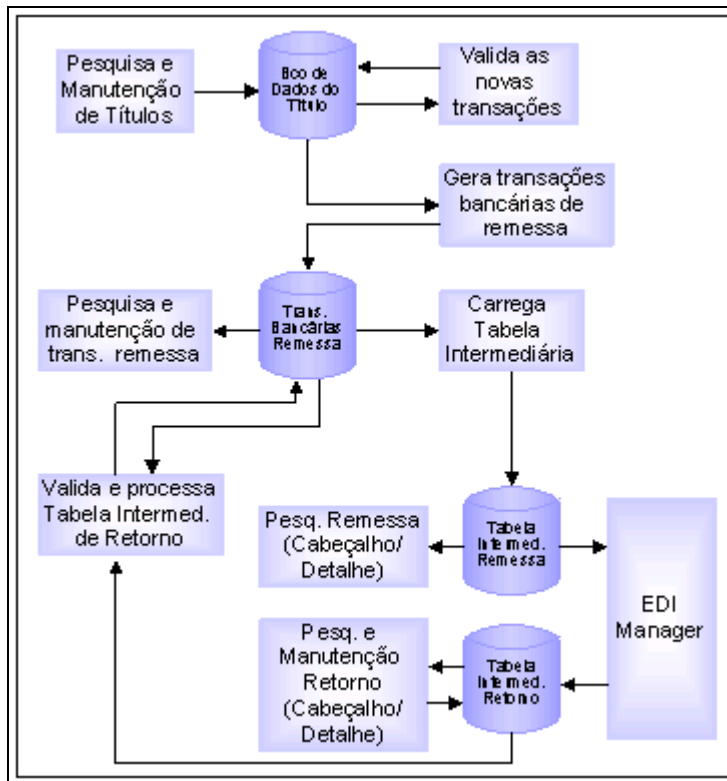 Pesquisa e
Manutenção
de Títulos
Bco de
Dados do
Título
Valida as
novas
transações
Gera transações
bancárias de
remessa
Pesquisa e
manutenção de
trans. remessa
Trans.
Bancárias
Remessa
Carrega
Tabela
Intermediária
Valida e processa
Tabela Intermed.
de Retorno
Pesq. Remessa
(Cabeçalho/
Detalhe)
Tabela
Intermed.
Remessa
EDI
Manager
Pesq. e
Manutenção
Retorno
(Cabeçalho/
Detalhe)
Tabela
Intermed.
Retorno